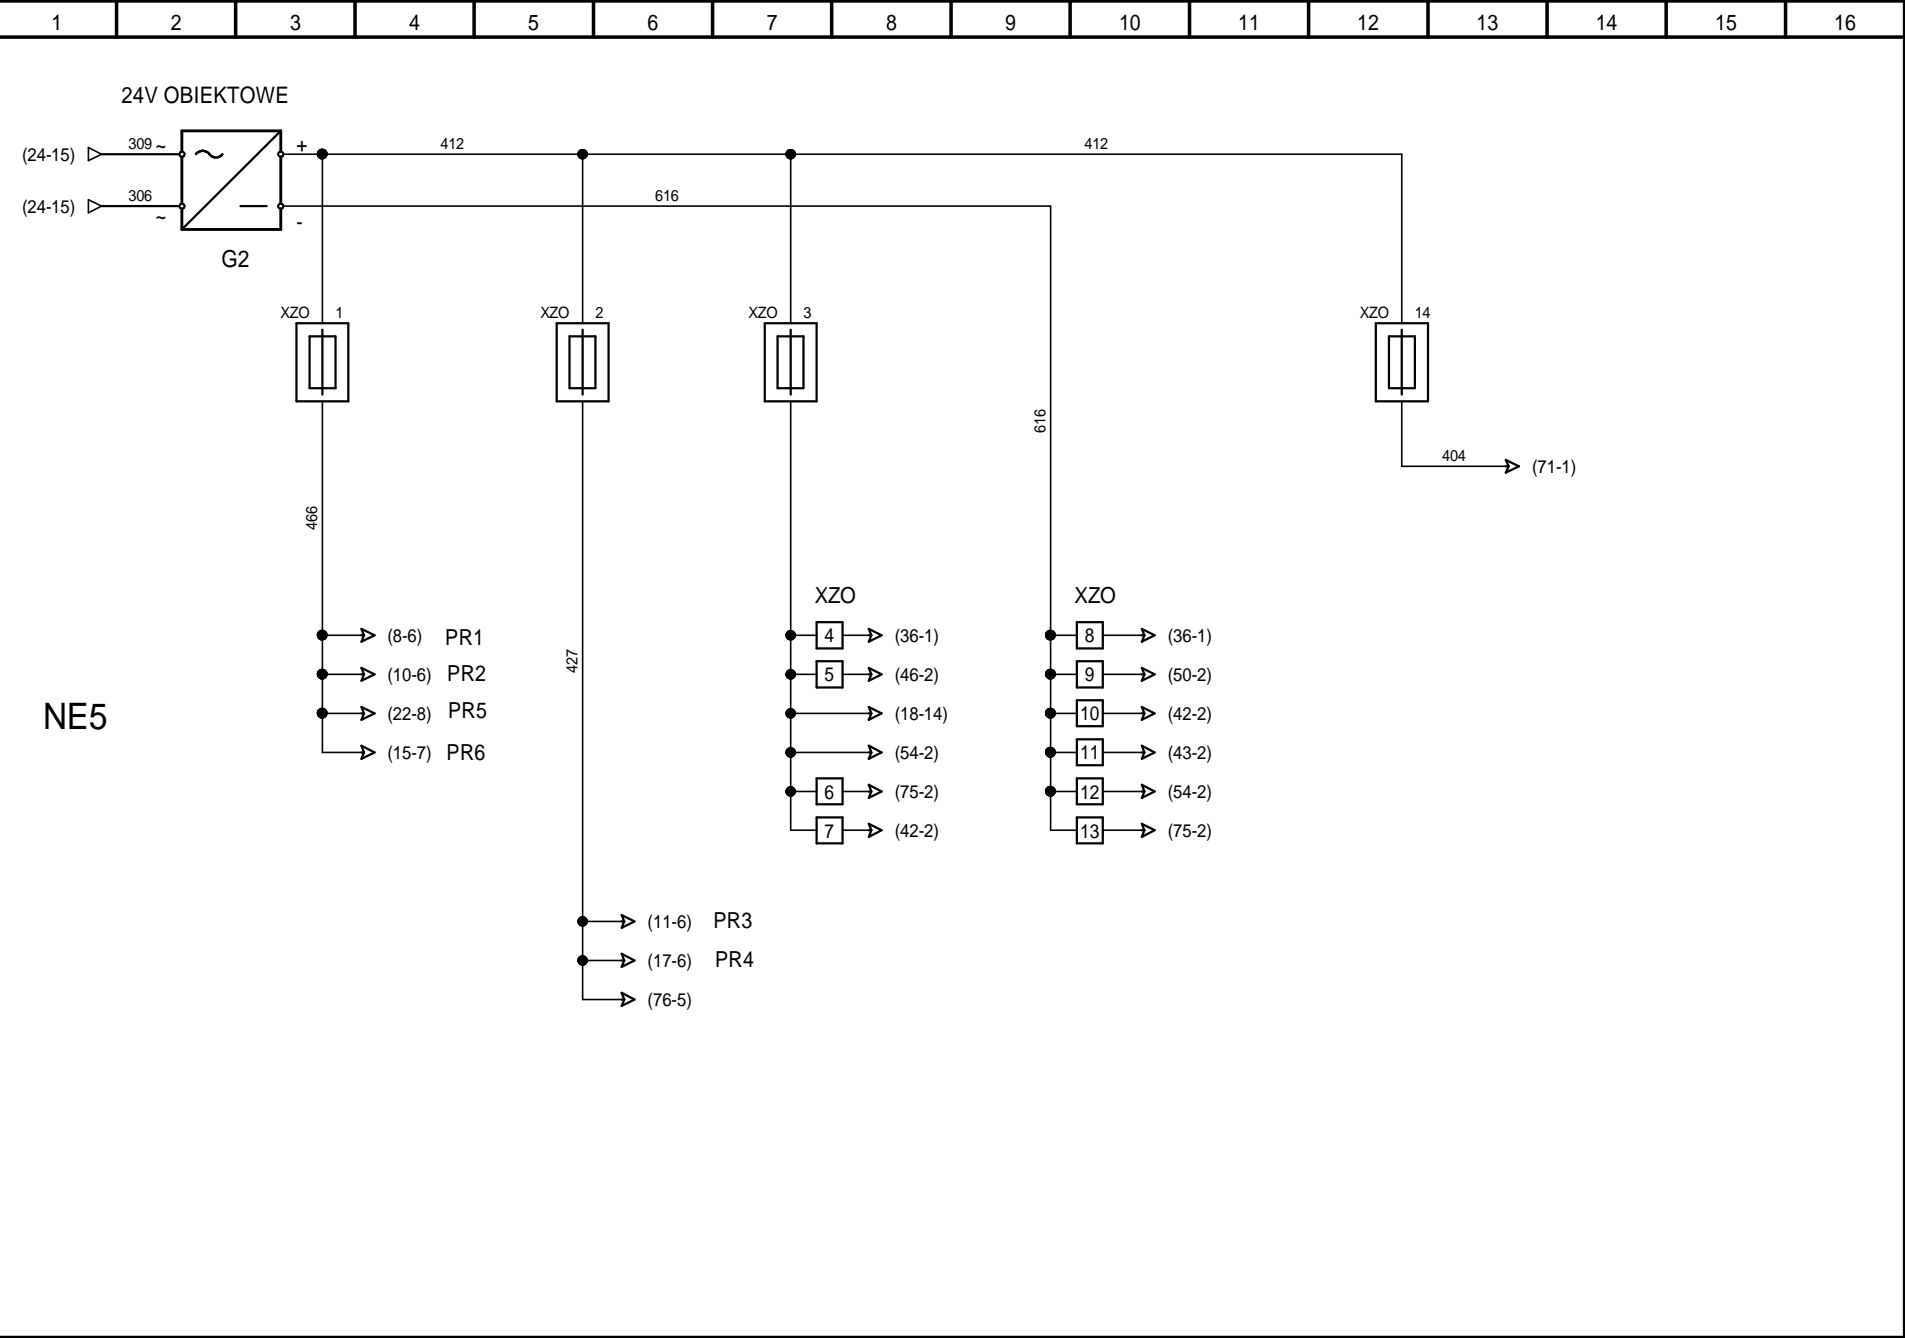 1 2 3 4 5 6 7 8 9 10 11 12 13 14 15 16
24V OBIEKTOWE
(24-15) 309 ~ + 412 412
(24-15) 306 616
~ -
G2
XZO 1 XZO 2 XZO 3 XZO 14
616
404 (71-1)
466
XZO XZO
(8-6) PR1 4 (36-1) 8 (36-1)
427
(10-6) PR2 5 (46-2) 9 (50-2)
NE5 (22-8) PR5 (18-14) 10 (42-2)
(15-7) PR6 (54-2) 11 (43-2)
6 (75-2) 12 (54-2)
7 (42-2) 13 (75-2)
(11-6) PR3
(17-6) PR4
(76-5)